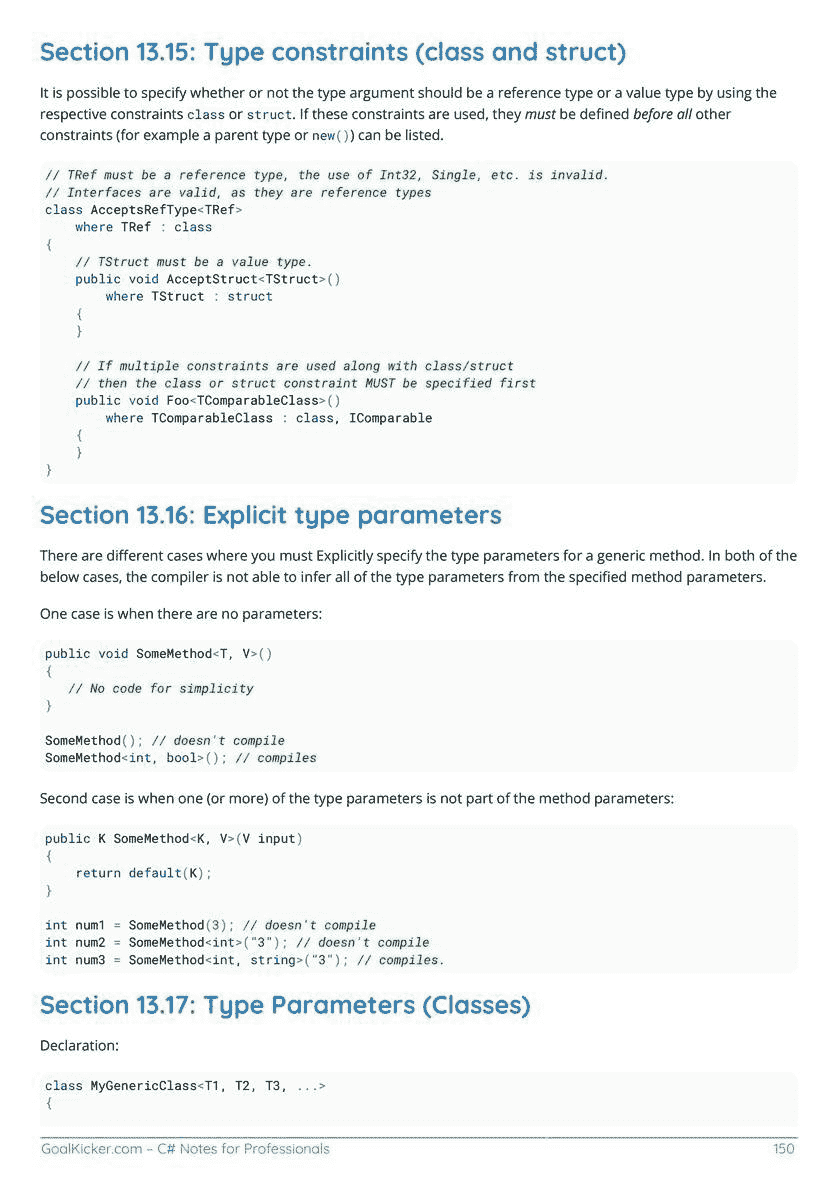 Section 13.15: Type constraints (class and struct)
It is possible to specify whether or not the type argument should be a reference type or a value type by using the
respective constraints class or struct. If these constraints are used, they must be defined before all other
constraints (for example a parent type or new()) can be listed.
// TRef must be a reference type, the use of Int32, Single, etc. is invalid.
// Interfaces are valid, as they are reference types
class AcceptsRefType<TRef>
    where TRef : class
{
    // TStruct must be a value type.
    public void AcceptStruct<TStruct>()
        where TStruct : struct
    {
    }
    // If multiple constraints are used along with class/struct
    // then the class or struct constraint MUST be specified first
    public void Foo<TComparableClass>()
        where TComparableClass : class, IComparable
    {
    }
}
Section 13.16: Explicit type parameters
There are different cases where you must Explicitly specify the type parameters for a generic method. In both of the
below cases, the compiler is not able to infer all of the type parameters from the specified method parameters.
One case is when there are no parameters:
public void SomeMethod<T, V>()
{
   // No code for simplicity
}
SomeMethod(); // doesn't compile
SomeMethod<int, bool>(); // compiles
Second case is when one (or more) of the type parameters is not part of the method parameters:
public K SomeMethod<K, V>(V input)
{
    return default(K);
}
int num1 = SomeMethod(3); // doesn't compile
int num2 = SomeMethod<int>("3"); // doesn't compile
int num3 = SomeMethod<int, string>("3"); // compiles.
Section 13.17: Type Parameters (Classes)
Declaration:
class MyGenericClass<T1, T2, T3, ...>
{
GoalKicker.com – C# Notes for Professionals 150